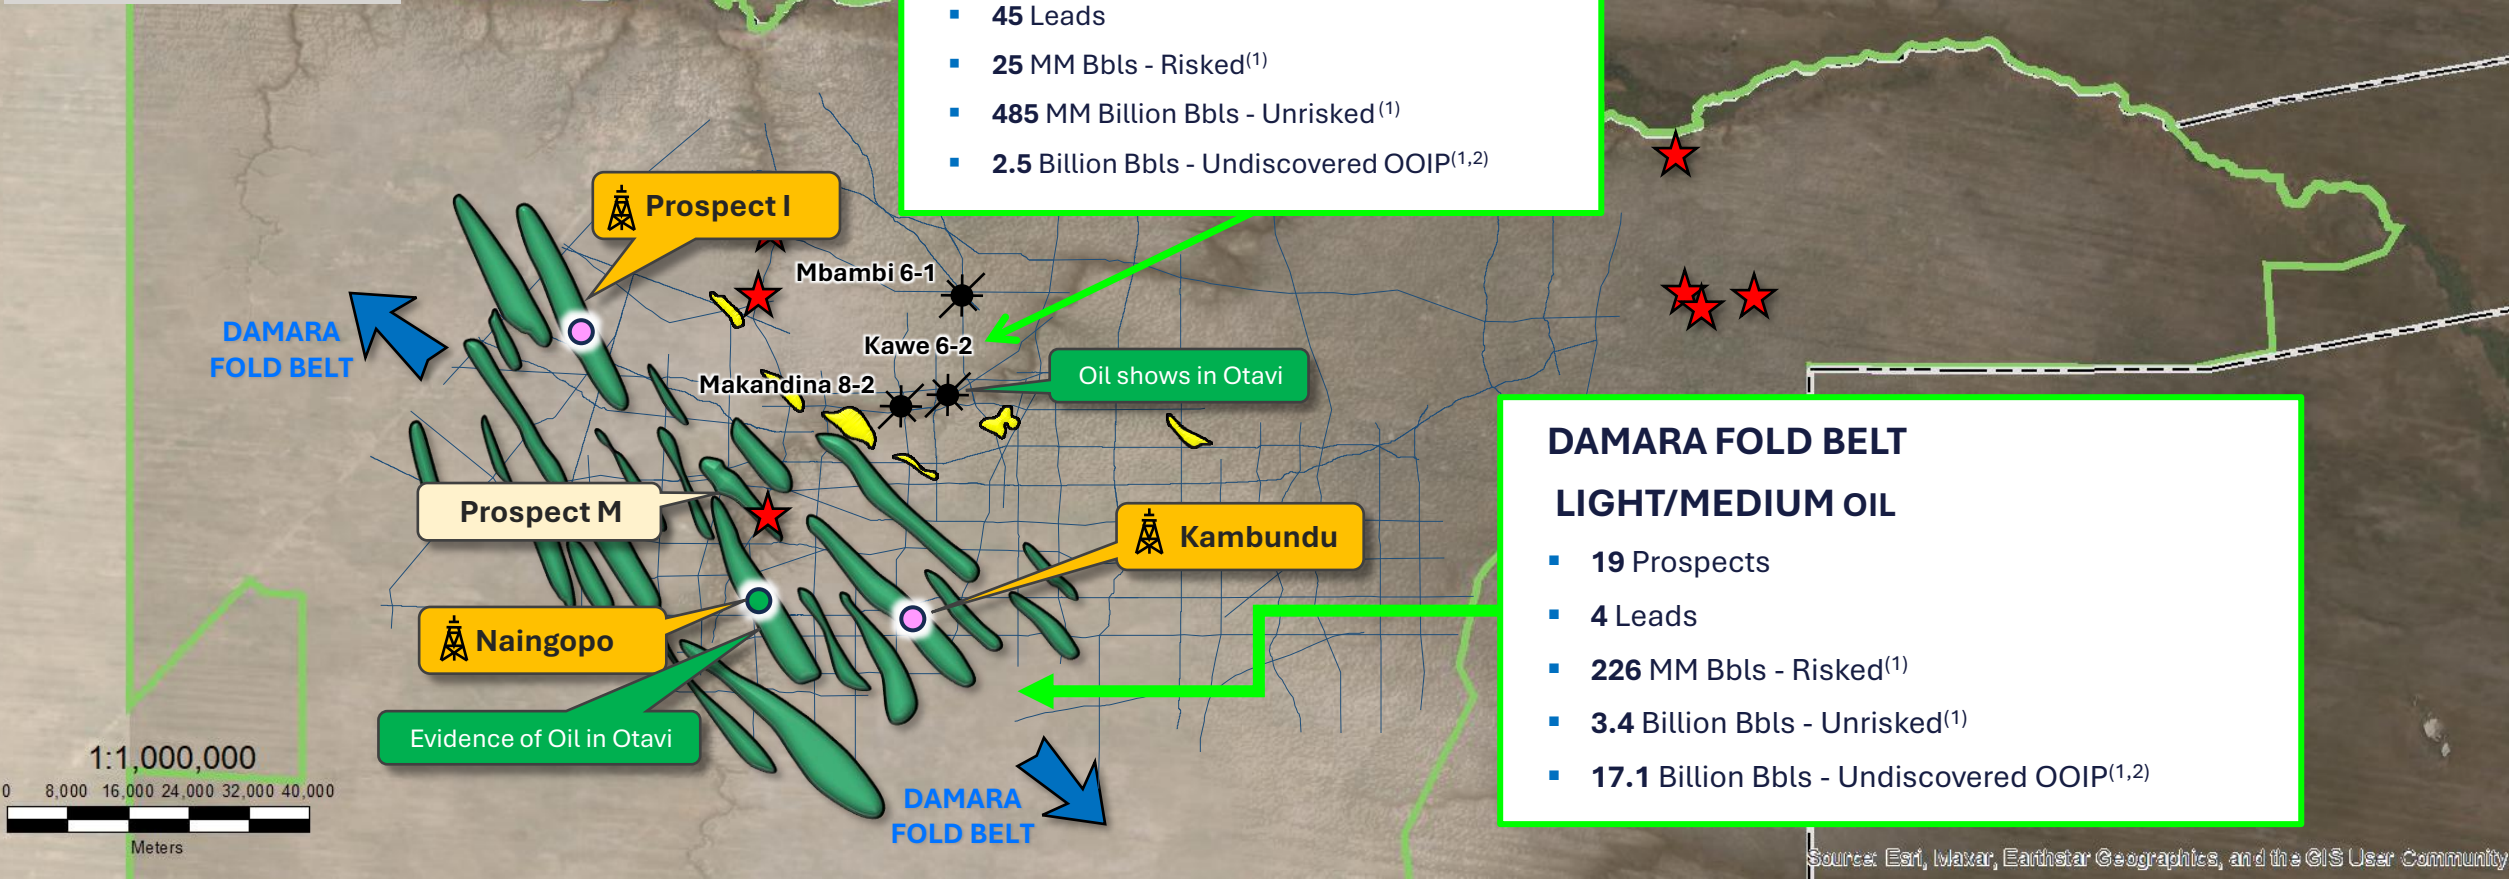 45 Leads
25 MM Bbls - Risked(1)
485 MM Billion Bbls - Unrisked (1)
2.5 Billion Bbls - Undiscovered OOIP(1,2)
Prospect I
Mbambi 6-1
DAMARA
FOLD BELT
Kawe 6-2
Makandina 8-2
Oil shows in Otavi
DAMARA FOLD BELT
LIGHT/MEDIUM OIL
19 Prospects
4 Leads
226 MM Bbls - Risked(1)
3.4 Billion Bbls - Unrisked(1)
17.1 Billion Bbls - Undiscovered OOIP(1,2)
Prospect M
Kambundu
Naingopo
Evidence of Oil in Otavi
1:1,000,000
0 8,000 16,000 24,000 32,000 40,000
Meters
DAMARA
FOLD BELT
Source: Esri, Maxar, Earthstar Geographics, and the GIS User Community